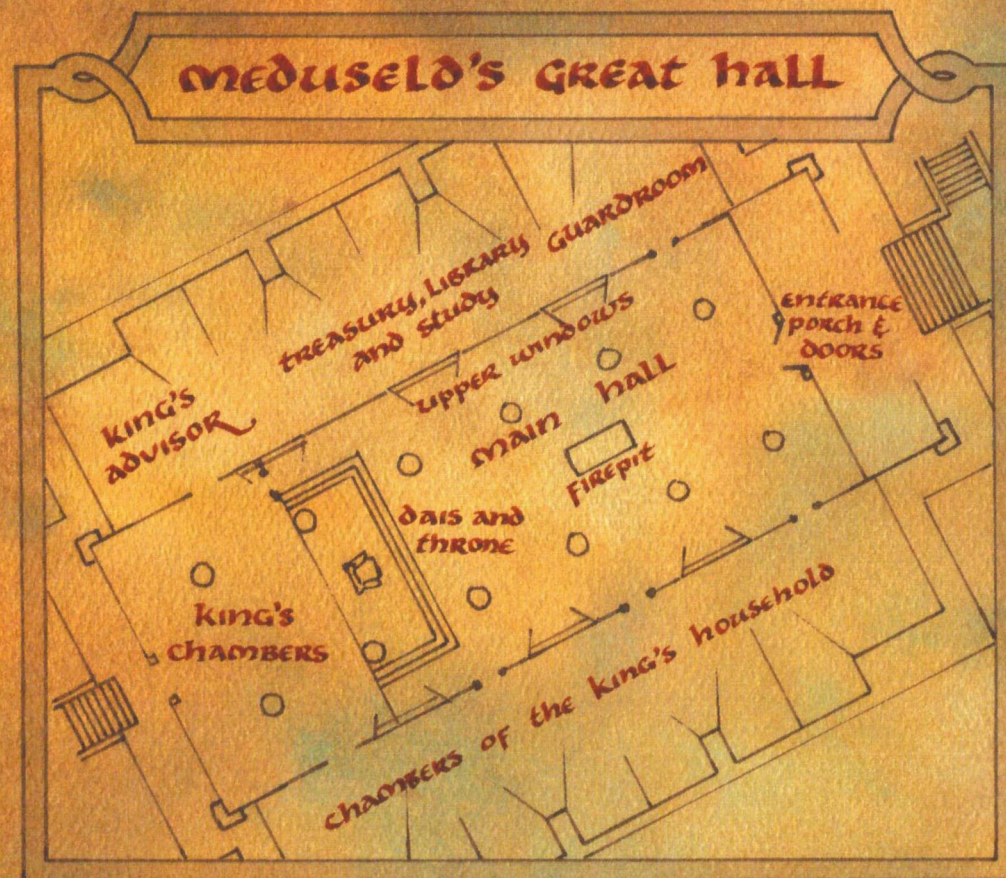 Meduseld's Great Hall
Guardroom
Treasury, Library
and Study
Entrance
Porch &
Doors
Upper Windows
King's
Advisor
Main Hall
Firepit
Dais and
Throne
King's
Chambers
Chambers of the King's Household